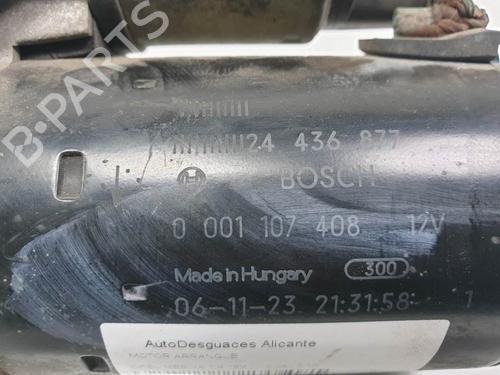 B-PARTS
24 436 877
BOSCH
0 001 107 408 12V
Made in Hungary 300
06-11-23 21:31:58 1
AutoDesguaces Alicante
MOTOR ARRANQUE